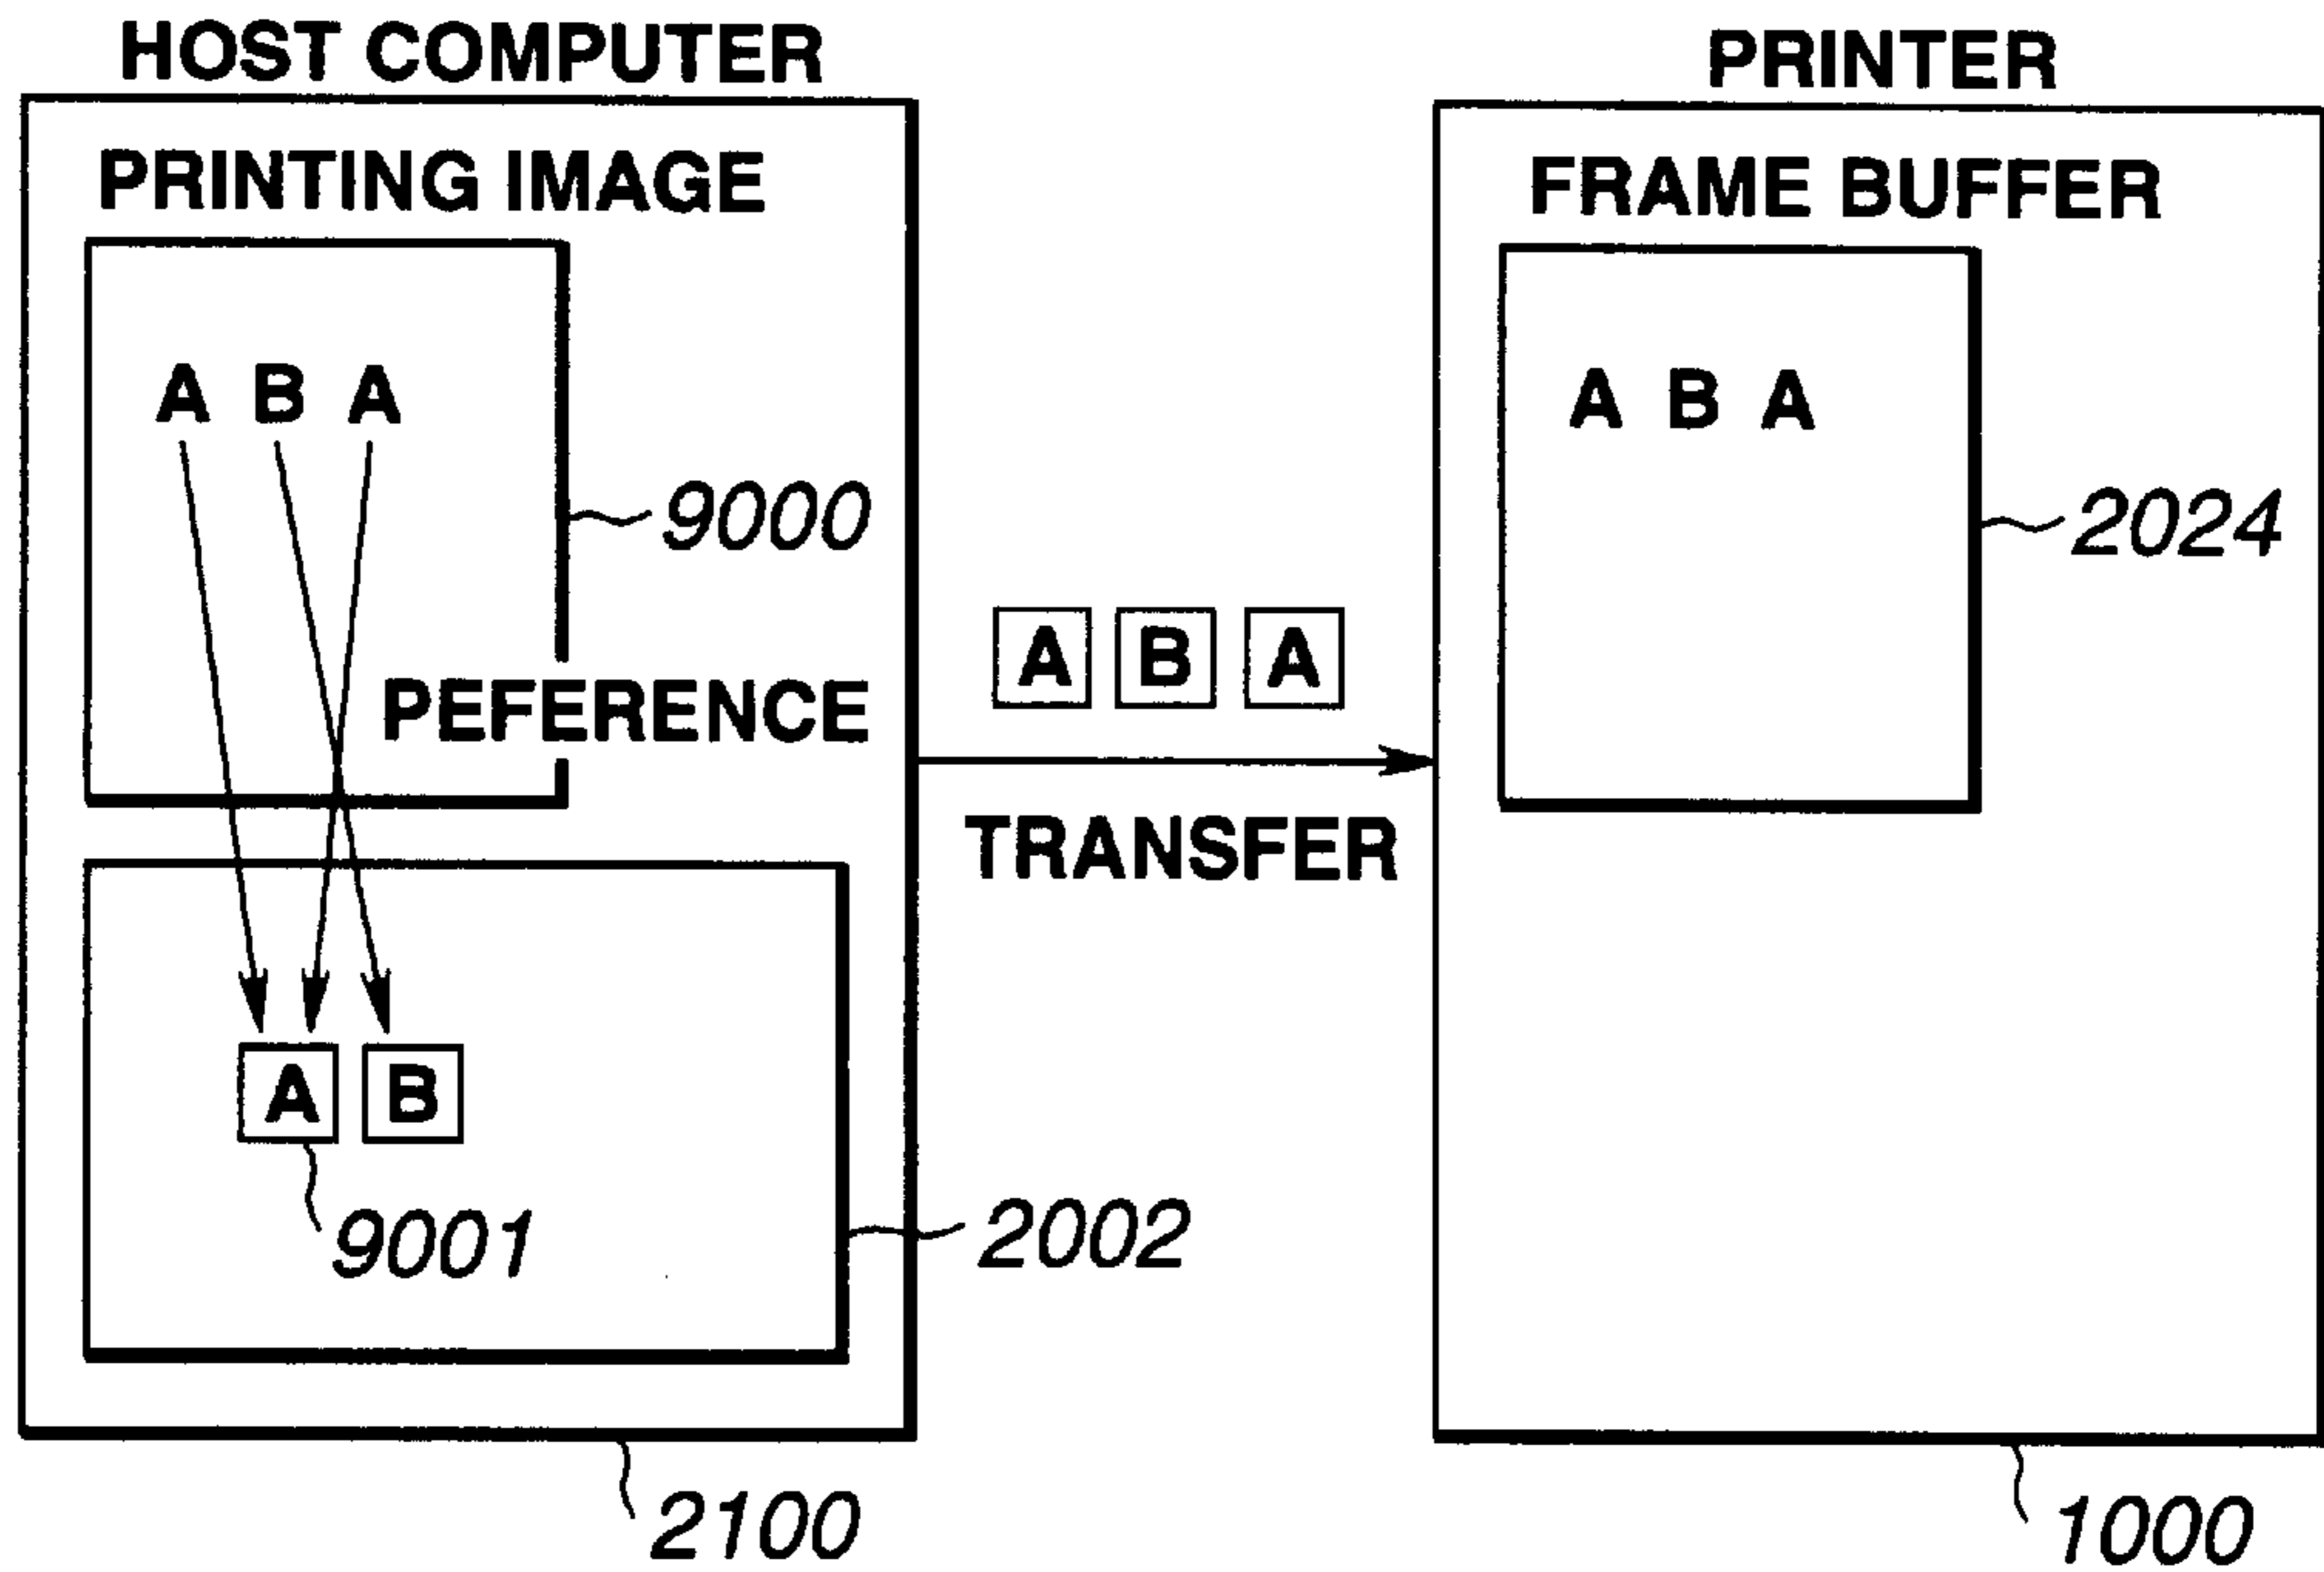 HOST COMPUTER
PRINTING IMAGE
A B A
9000
PEFERENCE
A B
9001
2002
2100
A B A
TRANSFER
PRINTER
FRAME BUFFER
A B A
2024
1000